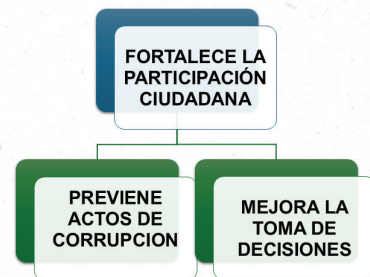 FORTALECE LA
PARTICIPACIÓN
CIUDADANA
PREVIENE
ACTOS DE
CORRUPCION
MEJORA LA
TOMA DE
DECISIONES